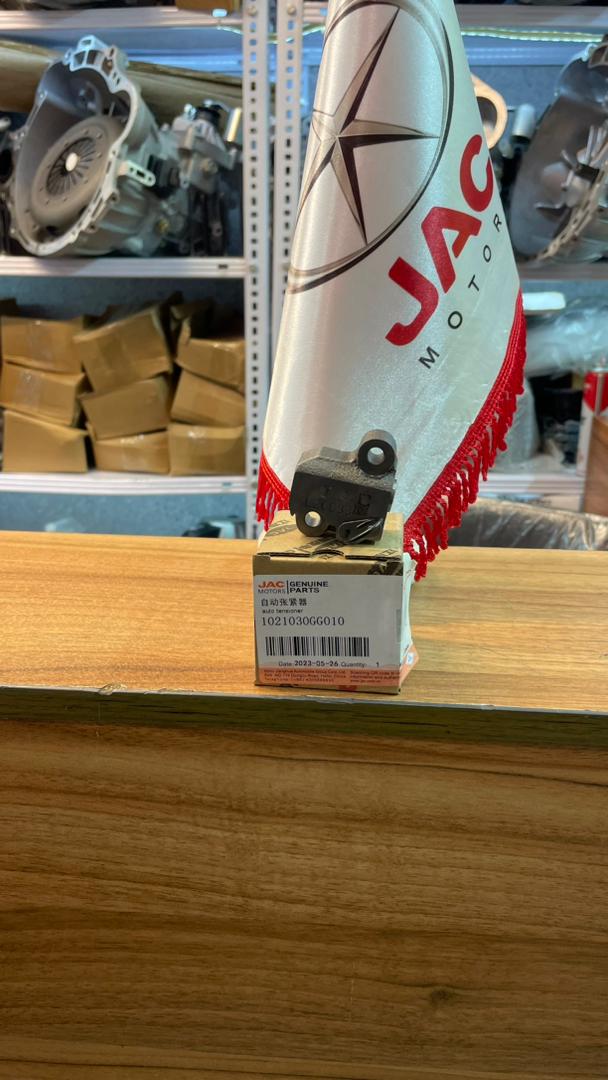 JAC
MOTOR
JAC
MOTORS
GENUINE
PARTS
自动张紧器
auto tensioner
1021030GG010
Date: 2023-05-26 Quantity: 1